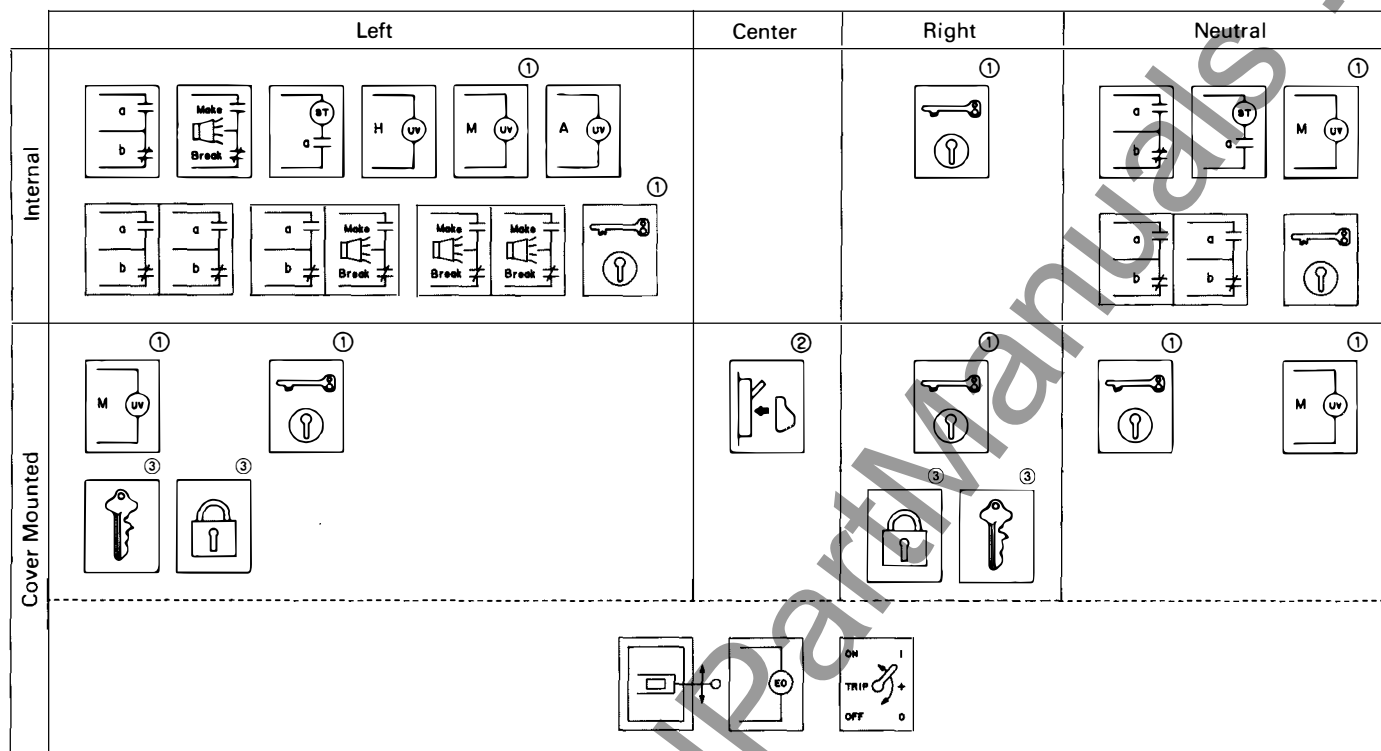 Left Center Right Neutral
Internal
① ① ①
a b
Make Break
ST a
H UV
M UV
A UV
a b
ST a
M UV
①
a b a b
a b Make Break
Make Break Make Break
a b a b
Cover Mounted
① ① ② ① ① ①
M UV
M UV
③ ③ ③ ③
EO
ON I
TRIP +
OFF O